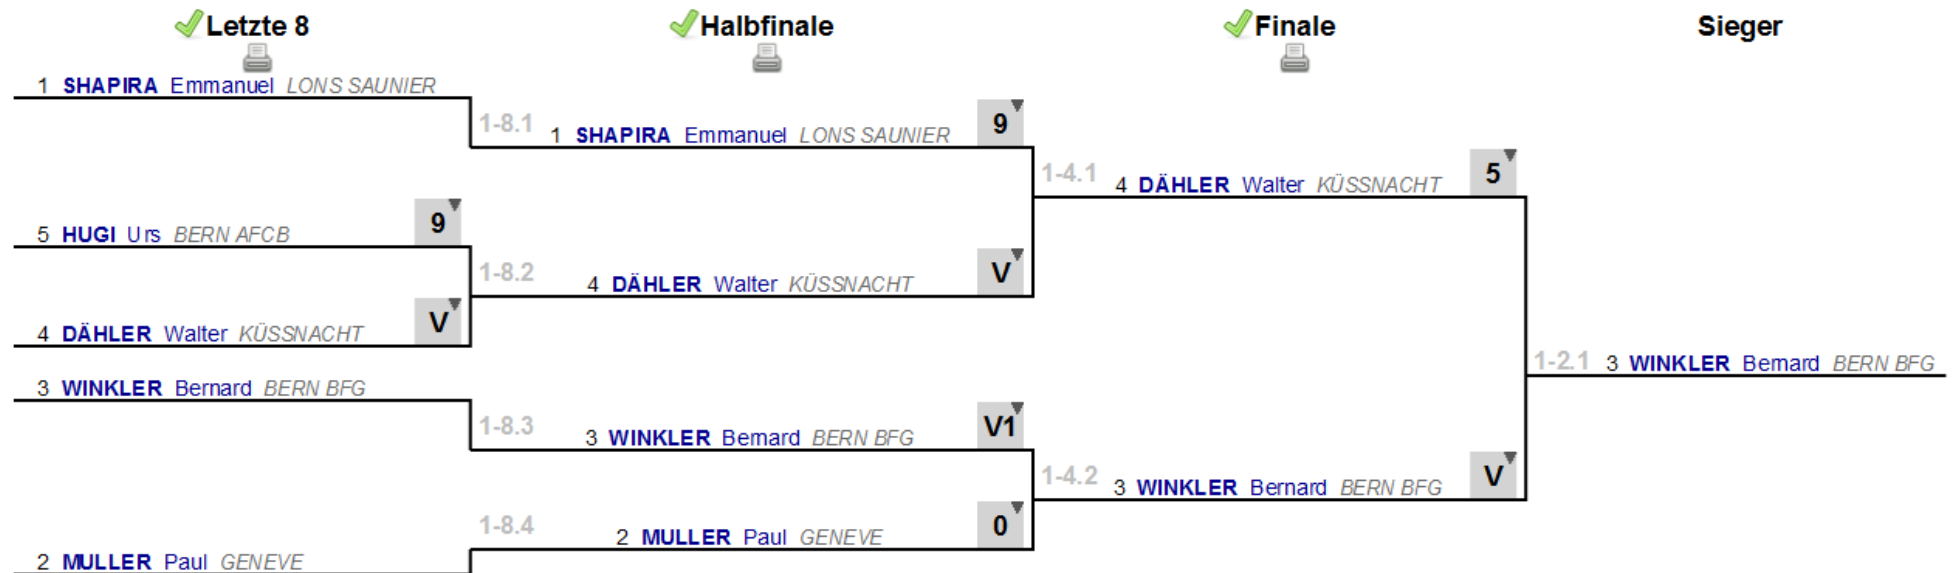 Letzte 8 Halbfinale Finale Sieger
1 SHAPIRA Emmanuel LONS SAUNIER
1-8.1 1 SHAPIRA Emmanuel LONS SAUNIER 9
1-4.1 4 DÄHLER Walter KÜSSNACHT 5
5 HUGI Urs BERN AFCB 9
1-8.2 4 DÄHLER Walter KÜSSNACHT V
4 DÄHLER Walter KÜSSNACHT V
1-2.1 3 WINKLER Bernard BERN BFG
3 WINKLER Bernard BERN BFG
1-8.3 3 WINKLER Bernard BERN BFG V1
1-4.2 3 WINKLER Bernard BERN BFG V
1-8.4 2 MULLER Paul GENEVE 0
2 MULLER Paul GENEVE